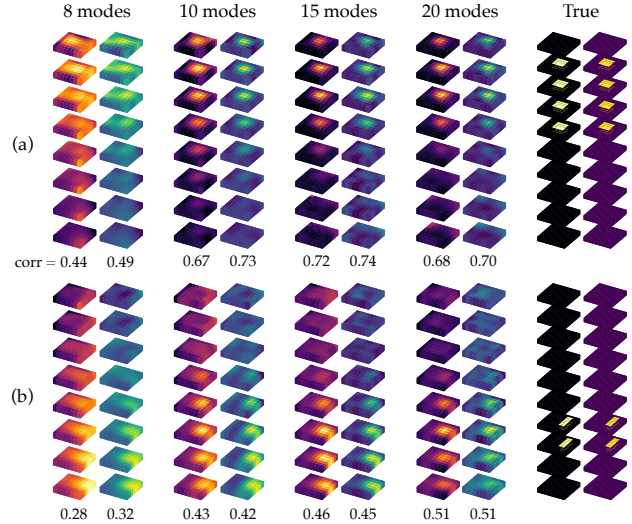 8 modes 10 modes 15 modes 20 modes True
(a)
corr = 0.44 0.49 0.67 0.73 0.72 0.74 0.68 0.70
(b)
0.28 0.32 0.43 0.42 0.46 0.45 0.51 0.51